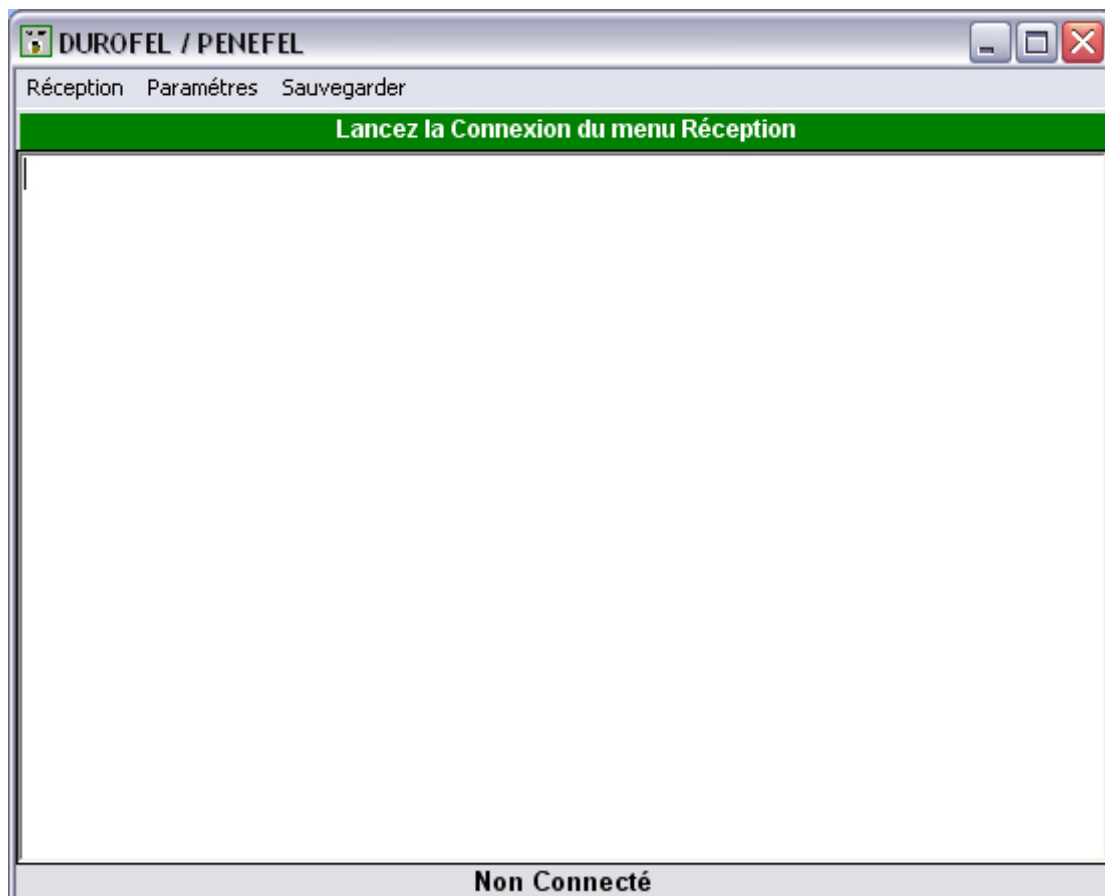 DUROFEL / PENEFEL
Réception Paramétres Sauvegarder
Lancez la Connexion du menu Réception
Non Connecté